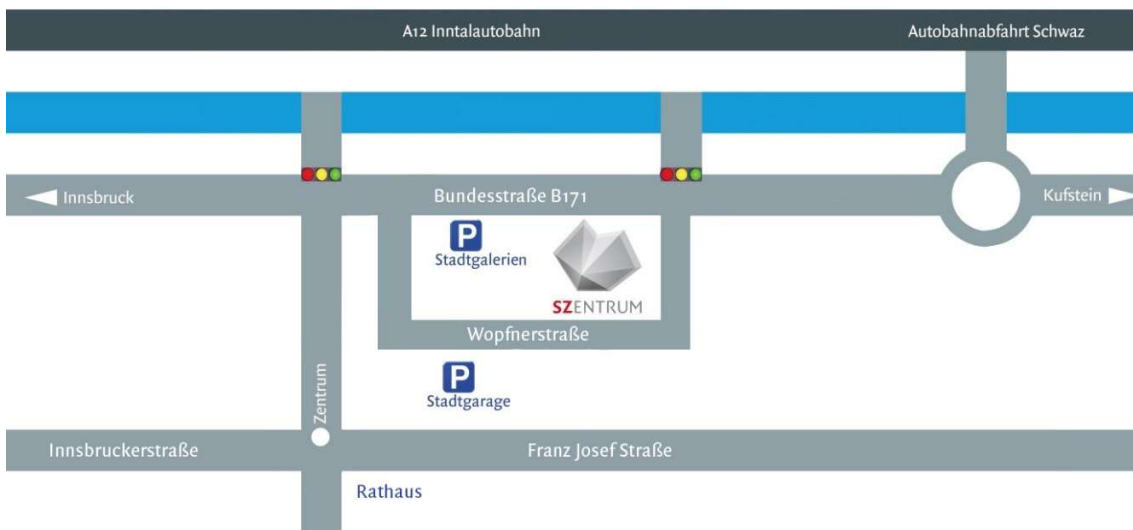 A12 Inntalautobahn
Autobahnabfahrt Schwaz
Innsbruck
Bundesstraße B171
Kufstein
P
Stadtgalerien
SZENTRUM
Wopfnerstraße
P
Stadtgarage
Zentrum
Innsbruckerstraße
Franz Josef Straße
Rathaus